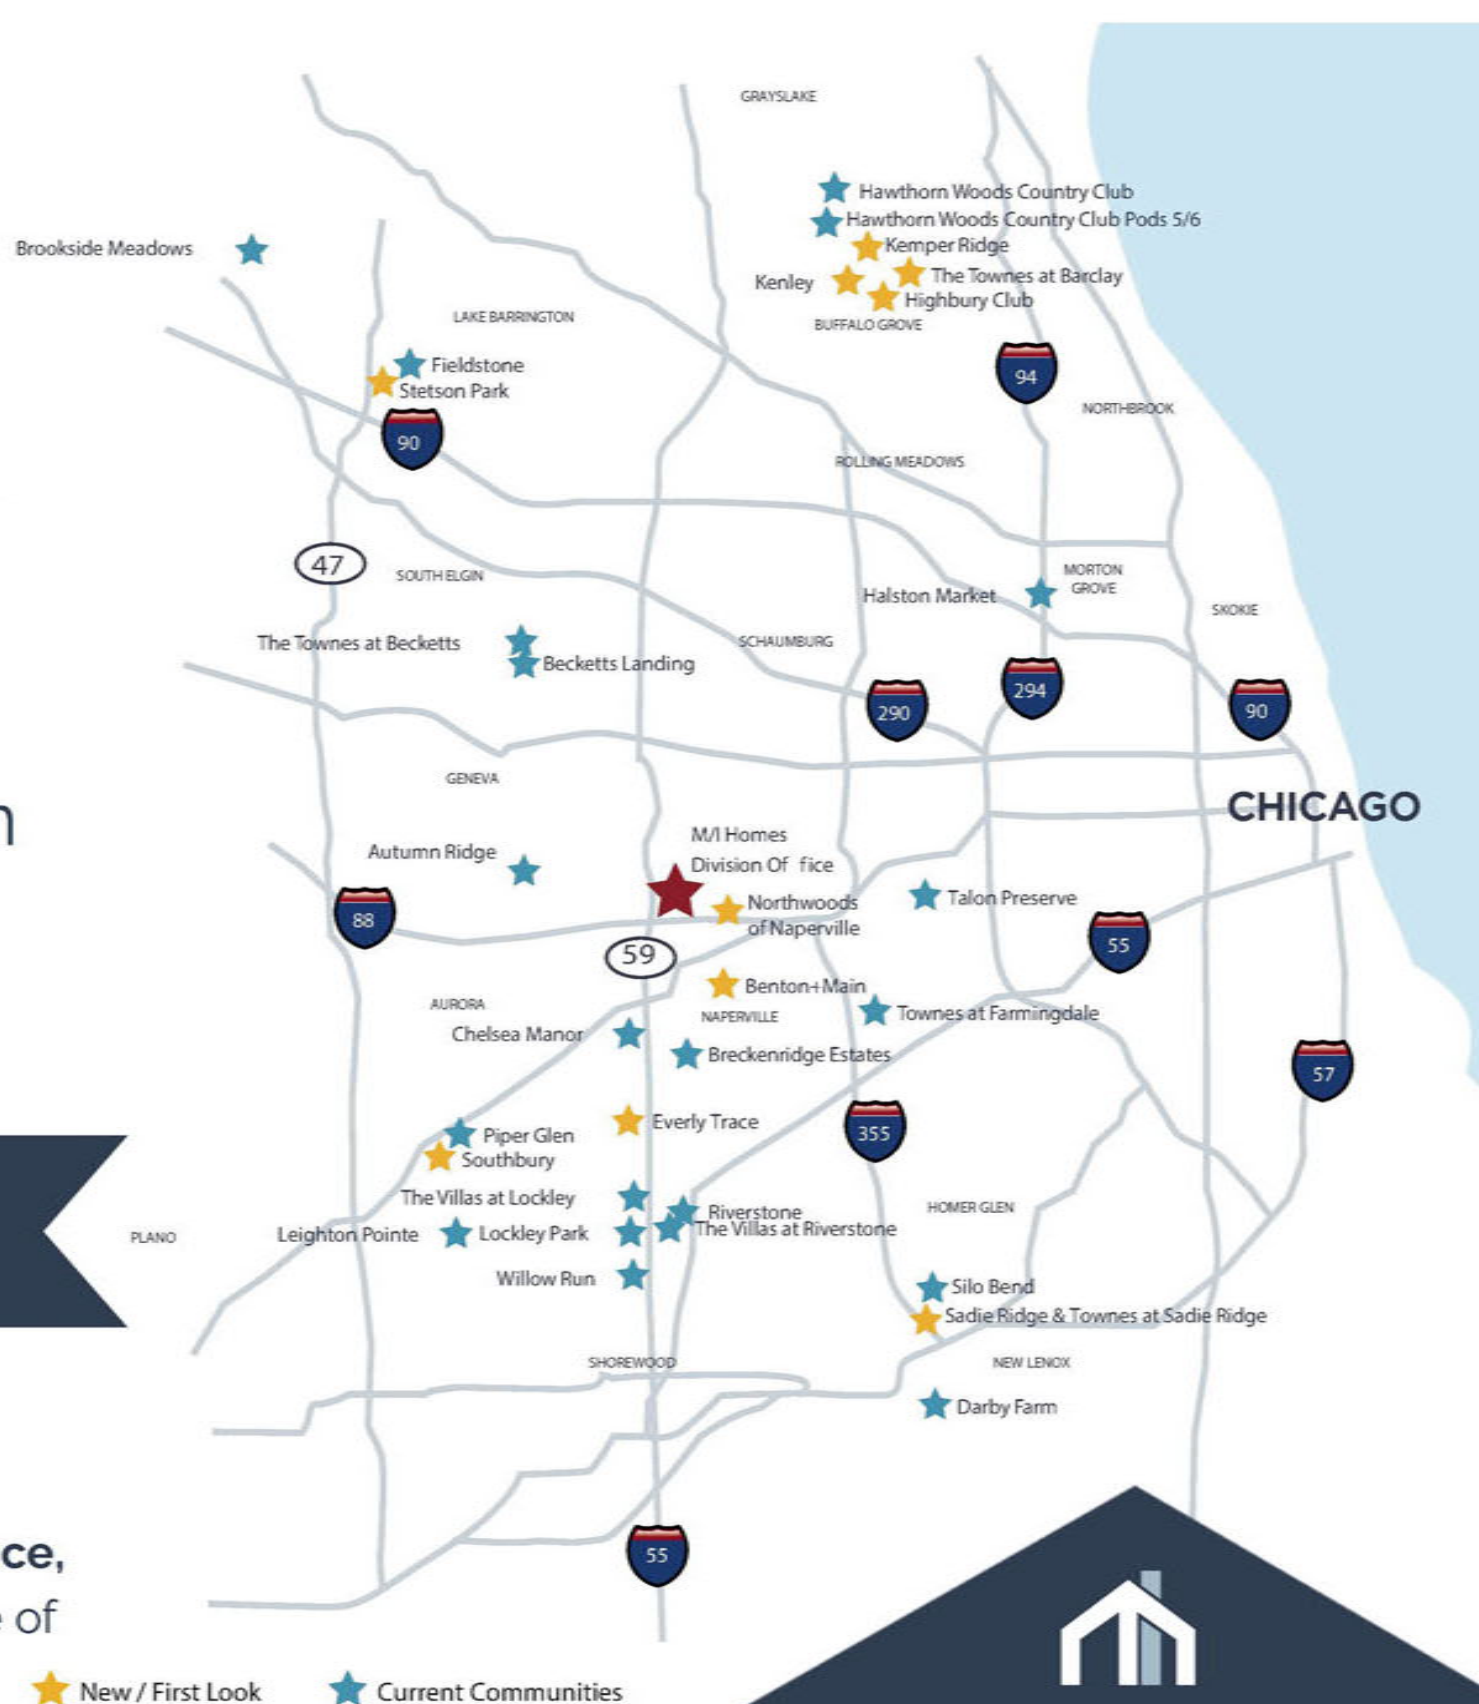 GRAYSLAKE
Hawthorn Woods Country Club
Hawthorn Woods Country Club Pods 5/6
Brookside Meadows
Kemper Ridge
The Townes at Barclay
Kenley
Highbury Club
LAKE BARRINGTON
BUFFALO GROVE
Fieldstone
94
Stetson Park
NORTHBROOK
90
ROLLING MEADOWS
47
SOUTH ELGIN
MORTON
GROVE
Halston Market
SKOKIE
The Townes at Becketts
SCHAUMBURG
Becketts Landing
294
290
90
GENEVA
CHICAGO
M/I Homes
Division Of fice
Autumn Ridge
Northwoods
of Naperville
Talon Preserve
88
55
59
Benton+Main
AURORA
NAPERVILLE
Townes at Farmingdale
Chelsea Manor
Breckenridge Estates
57
Everly Trace
355
Piper Glen
Southbury
The Villas at Lockley
Riverstone
HOMER GLEN
The Villas at Riverstone
PLANO
Leighton Pointe
Lockley Park
Willow Run
Silo Bend
Sadie Ridge & Townes at Sadie Ridge
SHOREWOOD
NEW LENOX
Darby Farm
55
ce,
of
New / First Look
Current Communities